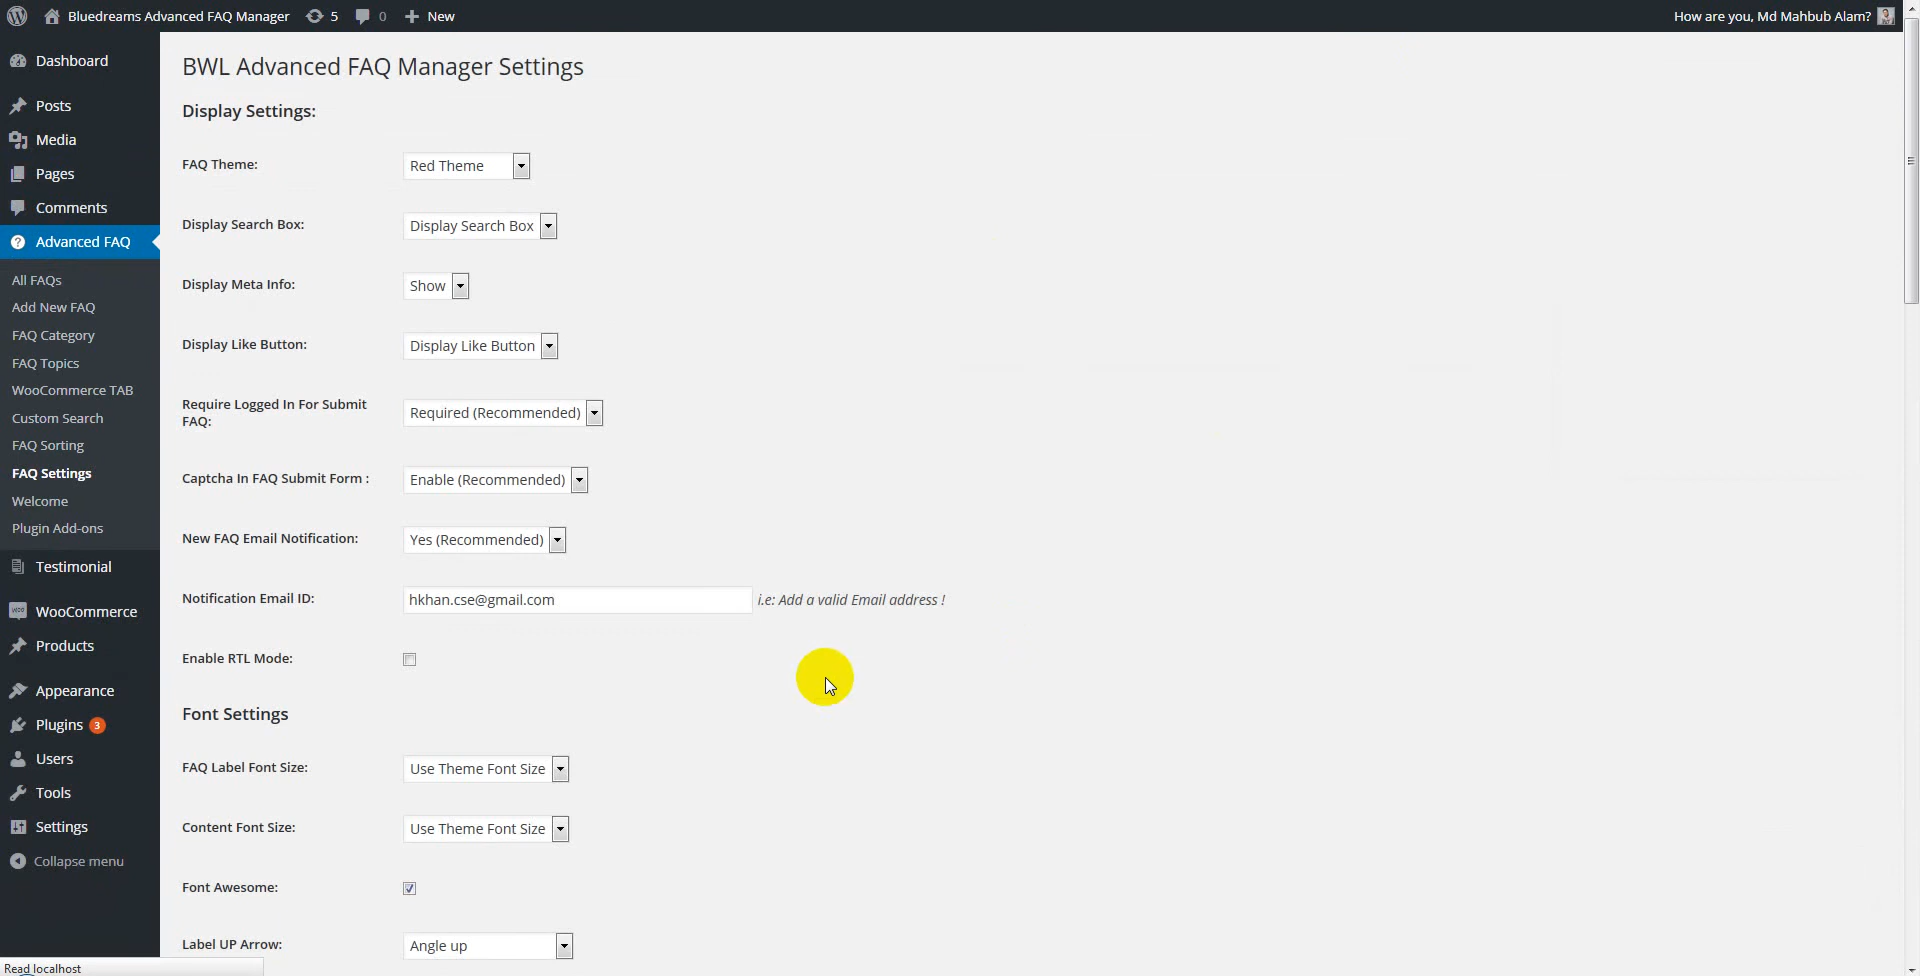 Bluedreams Advanced FAQ Manager 5 0 New How are you, Md Mahbub Alam?
Dashboard
Posts
Media
Pages
Comments
Advanced FAQ
All FAQs
Add New FAQ
FAQ Category
FAQ Topics
WooCommerce TAB
Custom Search
FAQ Sorting
FAQ Settings
Welcome
Plugin Add-ons
Testimonial
WooCommerce
Products
Appearance
Plugins 3
Users
Tools
Settings
Collapse menu
Read localhost
BWL Advanced FAQ Manager Settings
Display Settings:
FAQ Theme: Red Theme
Display Search Box: Display Search Box
Display Meta Info: Show
Display Like Button: Display Like Button
Require Logged In For Submit
FAQ: Required (Recommended)
Captcha In FAQ Submit Form : Enable (Recommended)
New FAQ Email Notification: Yes (Recommended)
Notification Email ID: hkhan.cse@gmail.com i.e: Add a valid Email address !
Enable RTL Mode:
Font Settings
FAQ Label Font Size: Use Theme Font Size
Content Font Size: Use Theme Font Size
Font Awesome:
Label UP Arrow: Angle up